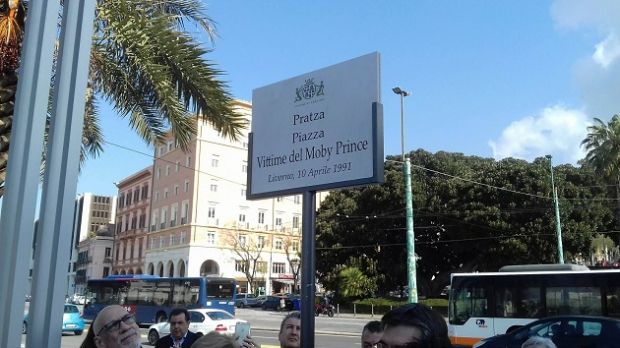 Pratza
Piazza
Vittime del Moby Prince
Livorno, 10 Aprile 1991